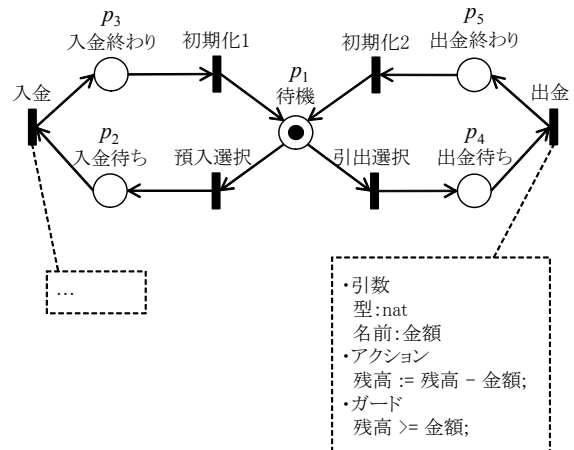 p3
入金終わり
初期化1
初期化2
p5
出金終わり
p1
待機
入金
出金
p2
入金待ち
預入選択
引出選択
p4
出金待ち
…
・引数
型:nat
名前:金額
・アクション
残高 := 残高 − 金額;
・ガード
残高 >= 金額;